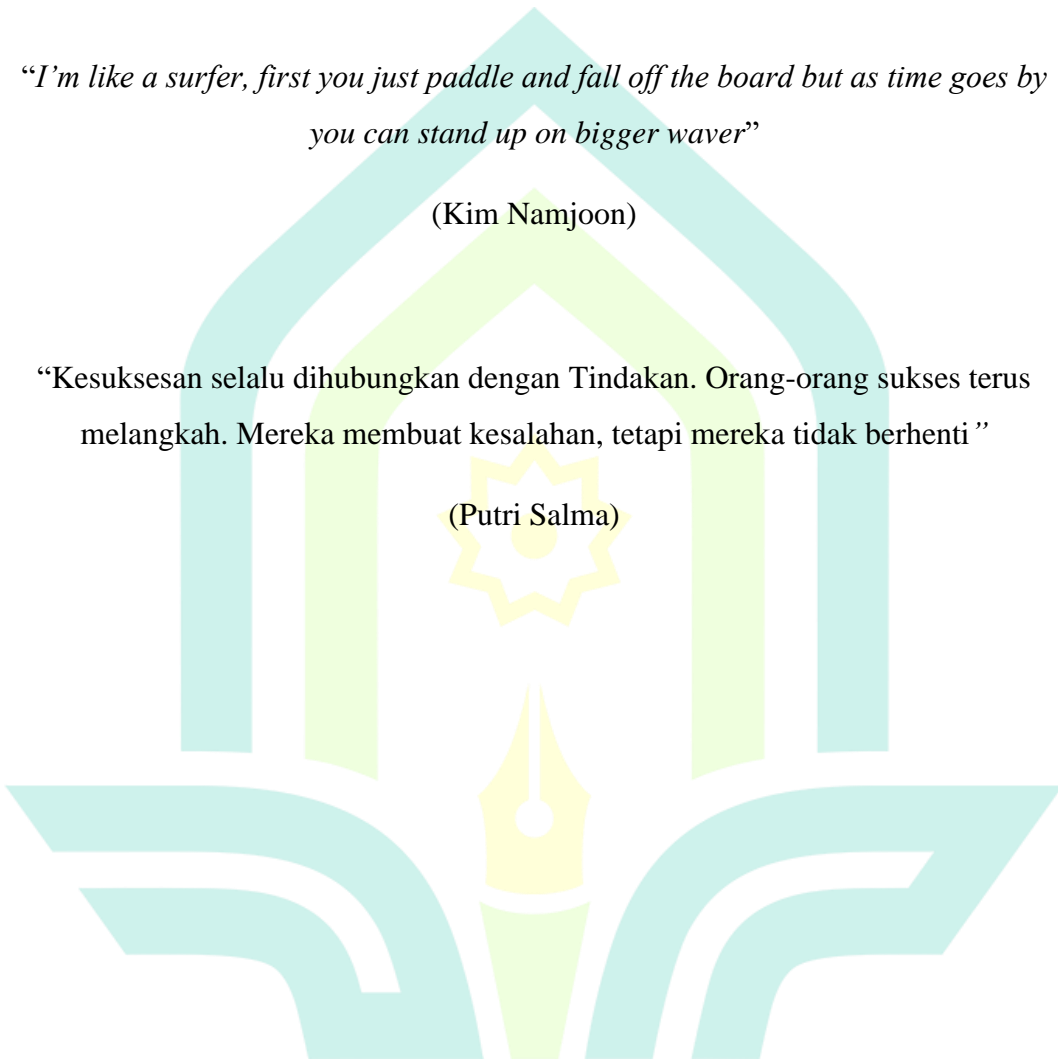 “I’m like a surfer, first you just paddle and fall off the board but as time goes by
you can stand up on bigger waver”
(Kim Namjoon)
“Kesuksesan selalu dihubungkan dengan Tindakan. Orang-orang sukses terus
melangkah. Mereka membuat kesalahan, tetapi mereka tidak berhenti”
(Putri Salma)